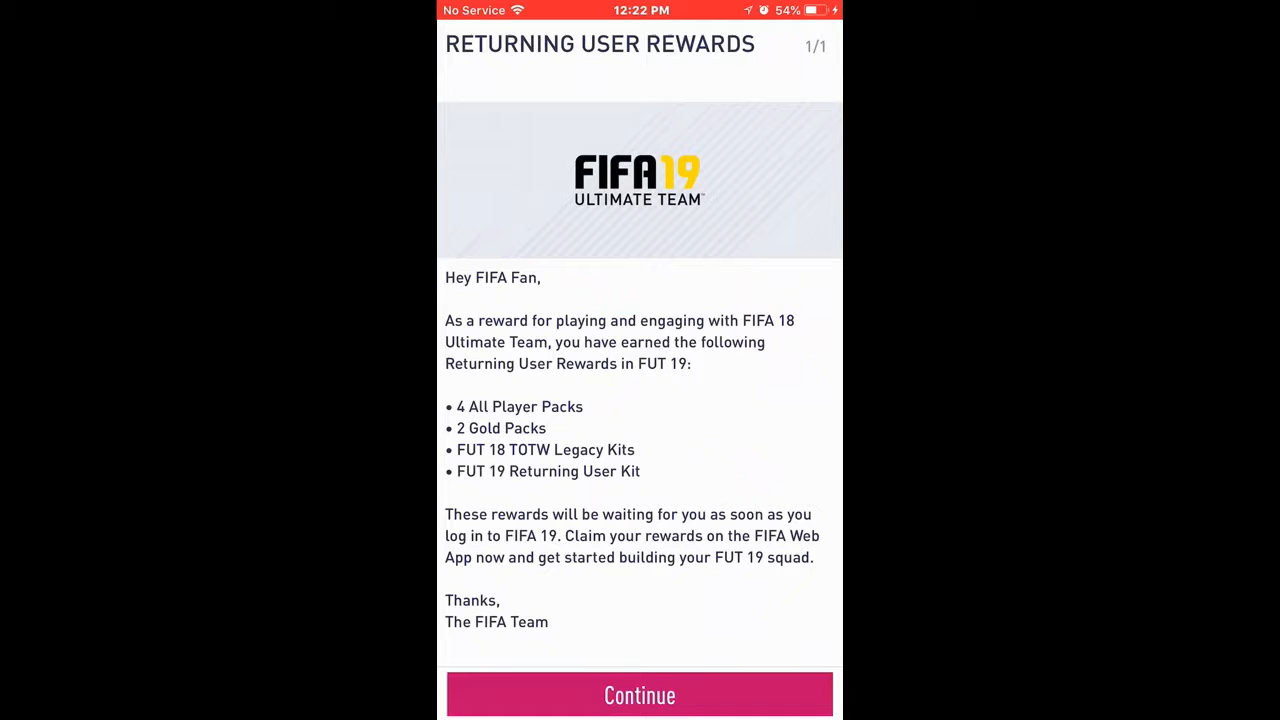 No Service 12:22 PM 54%
RETURNING USER REWARDS 1/1
FIFA19
ULTIMATE TEAM™
Hey FIFA Fan,
As a reward for playing and engaging with FIFA 18
Ultimate Team, you have earned the following
Returning User Rewards in FUT 19:
• 4 All Player Packs
• 2 Gold Packs
• FUT 18 TOTW Legacy Kits
• FUT 19 Returning User Kit
These rewards will be waiting for you as soon as you
log in to FIFA 19. Claim your rewards on the FIFA Web
App now and get started building your FUT 19 squad.
Thanks,
The FIFA Team
Continue